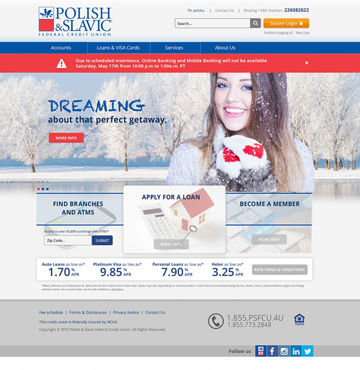 POLISH
&SLAVIC
FEDERAL CREDIT UNION
Po polsku | Contact Us | Routing / ABA Number 226082022
Search...
Secure Login
Problem Logging in? New User
Accounts
Loans & VISA Cards
Services
About Us
Due to scheduled maintence, Online Banking and Mobile Banking will not be available
Saturday, May 17th from 10:00 p.m to 1:00a.m. PT
DREAMING
about that perfect getaway.
MORE INFO
FIND BRANCHES
AND ATMS
Access to over 40,000 surcharge-free ATMs*
Zip Code...
SUBMIT
APPLY FOR A LOAN
MORE INFO
BECOME A MEMBER
MORE INFO
Auto Loans as low as*
1.70 % APR
Platinum Visa as low as*
9.85 % APR
Personal Loans as low as*
7.90 % APR
Heloc as low as*
3.25 % APR
RATE TERMS & CONDITIONS
Fee schedule | Terms & Disclosures | Privacy Notice | Contact Us
This credit union is federally insured by NCUA.
Copyright © 2015 Polish & Slavic Federal Credit Union. All Rights Reserved.
1.855.PSFCU.4U
1.855.773.2848
Follow us